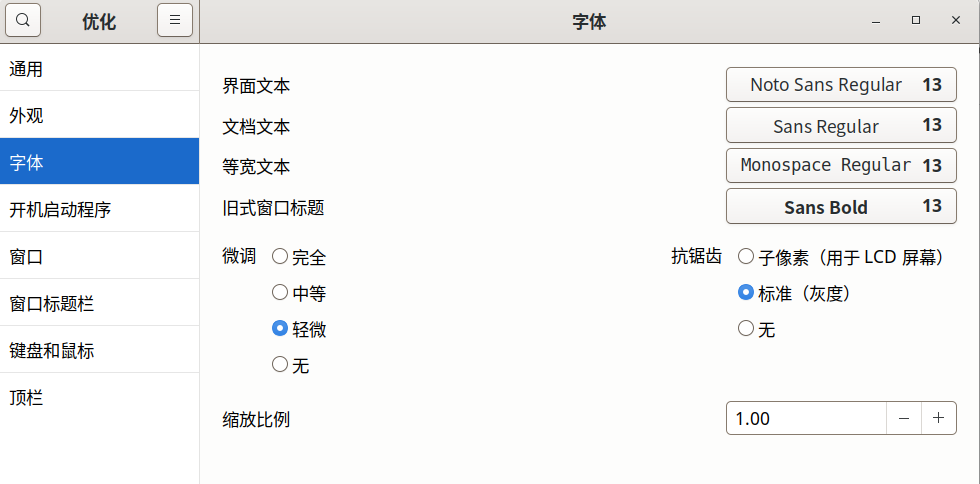 优化
字体
通用
外观
字体
开机启动程序
窗口
窗口标题栏
键盘和鼠标
顶栏
界面文本 Noto Sans Regular 13
文档文本 Sans Regular 13
等宽文本 Monospace Regular 13
旧式窗口标题 Sans Bold 13
微调 完全 抗锯齿 子像素（用于 LCD 屏幕）
中等 标准（灰度）
轻微 无
无
缩放比例 1.00